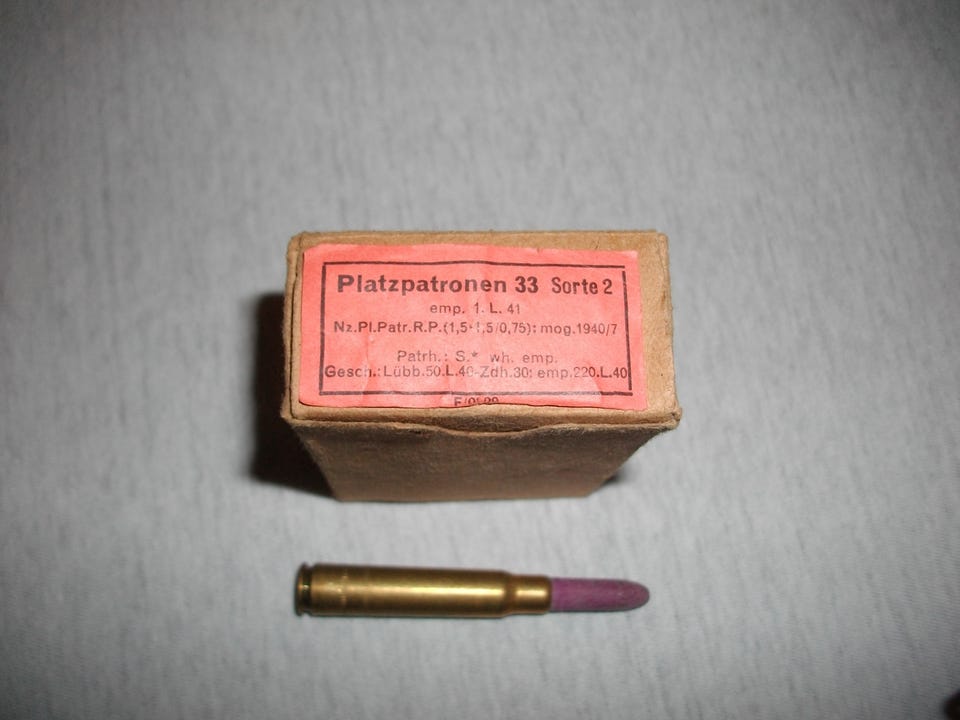 Platzpatronen 33 Sorte 2
emp. 1. L. 41
Nz.Pl.Patr.R.P.(1,5·1,5/0,75): mog.1940/7
Patrh.: S.* wh. emp.
Gesch.: Lübb.50.L.40-Zdh.30: emp.220.L.40